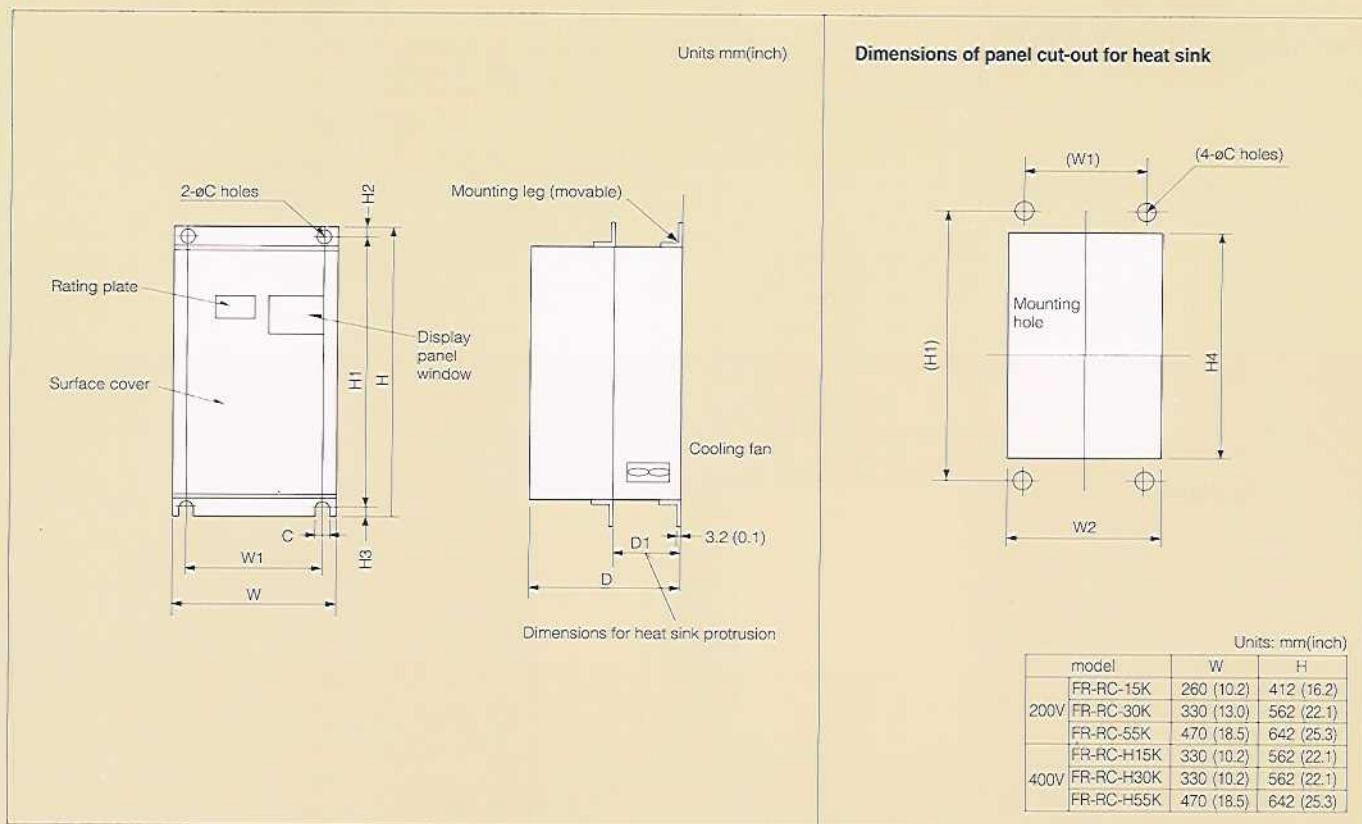 Units mm(inch)
2-øC holes
H2
Rating plate
Display
panel
window
Surface cover
H1
H
C
H3
W1
W
Mounting leg (movable)
Cooling fan
D1
3.2 (0.1)
D
Dimensions for heat sink protrusion
Dimensions of panel cut-out for heat sink
(W1)
(4-øC holes)
Mounting
hole
(H1)
H4
W2
Units: mm(inch)
model W H
200V FR-RC-15K 260 (10.2) 412 (16.2)
FR-RC-30K 330 (13.0) 562 (22.1)
FR-RC-55K 470 (18.5) 642 (25.3)
400V FR-RC-H15K 330 (10.2) 562 (22.1)
FR-RC-H30K 330 (10.2) 562 (22.1)
FR-RC-H55K 470 (18.5) 642 (25.3)